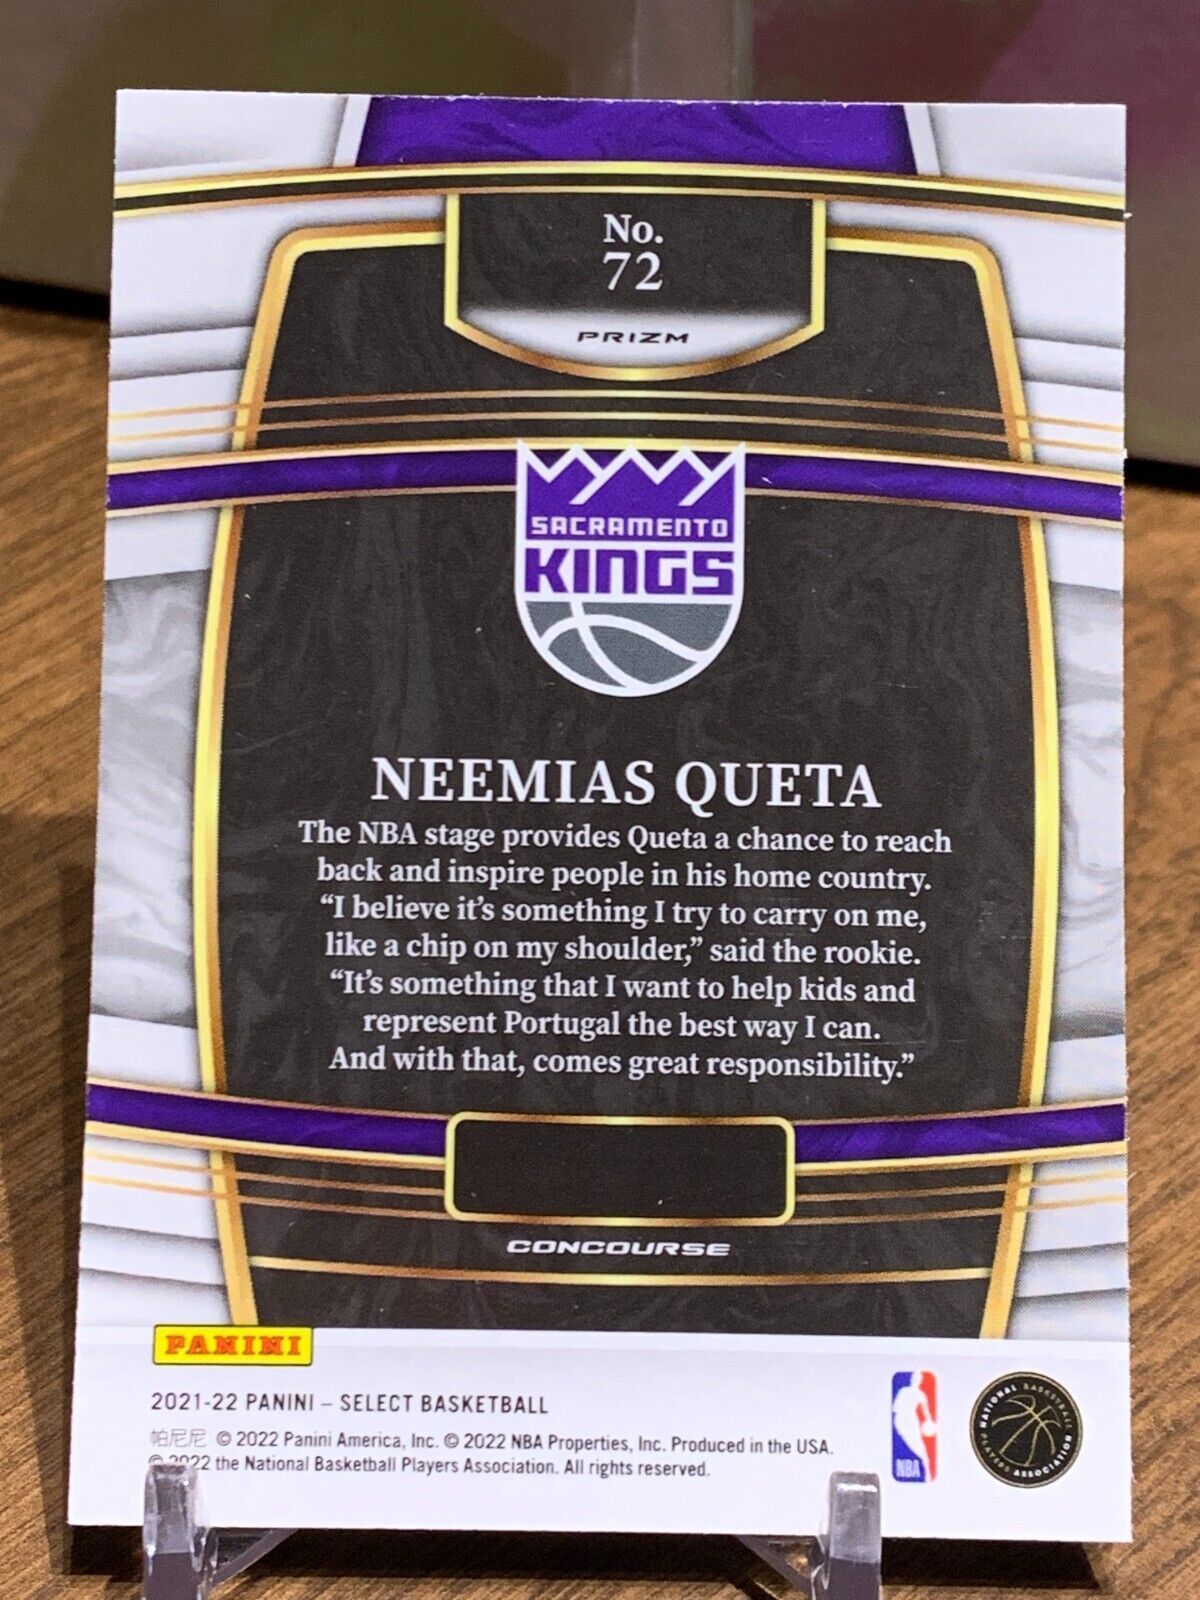 No.
72
PRIZM
SACRAMENTO
KINGS
NEEMIAS QUETA
The NBA stage provides Queta a chance to reach
back and inspire people in his home country.
“I believe it’s something I try to carry on me,
like a chip on my shoulder,” said the rookie.
“It’s something that I want to help kids and
represent Portugal the best way I can.
And with that, comes great responsibility.”
CONCOURSE
PANINI
2021-22 PANINI – SELECT BASKETBALL
帕尼尼 © 2022 Panini America, Inc. © 2022 NBA Properties, Inc. Produced in the USA.
© 2022 the National Basketball Players Association. All rights reserved.
NBA
NATIONAL BASKETBALL
PLAYERS ASSOCIATION